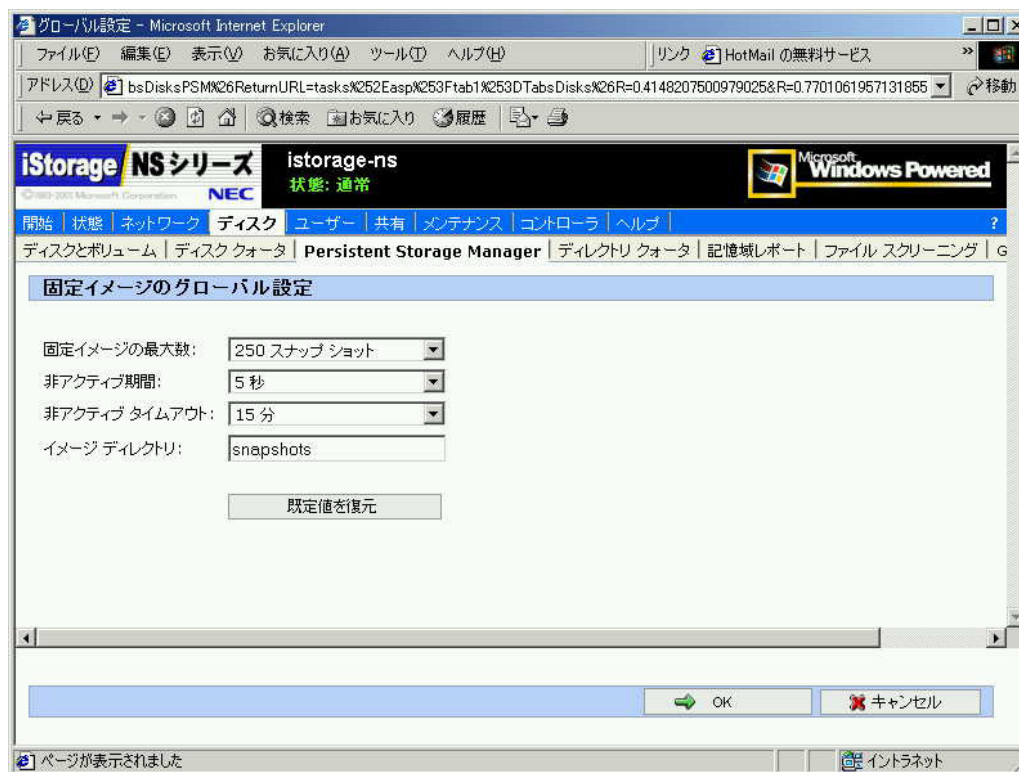 グローバル設定 - Microsoft Internet Explorer
ファイル(F) 編集(E) 表示(V) お気に入り(A) ツール(T) ヘルプ(H) リンク HotMail の無料サービス »
アドレス(D) bsDisksPSM%26ReturnURL=tasks%252Easp%253Ftab1%253DTabsDisks%26R=0.4148207500979025&R=0.7701061957131855 移動
戻る 検索 お気に入り 履歴
iStorage NSシリーズ istorage-ns Microsoft Windows Powered
状態: 通常
NEC
開始 状態 ネットワーク ディスク ユーザー 共有 メンテナンス コントローラ ヘルプ ?
ディスクとボリューム ディスク クォータ Persistent Storage Manager ディレクトリ クォータ 記憶域レポート ファイル スクリーニング G
固定イメージのグローバル設定
固定イメージの最大数: 250 スナップ ショット
非アクティブ期間: 5 秒
非アクティブ タイムアウト: 15 分
イメージ ディレクトリ: snapshots
既定値を復元
OK キャンセル
ページが表示されました イントラネット